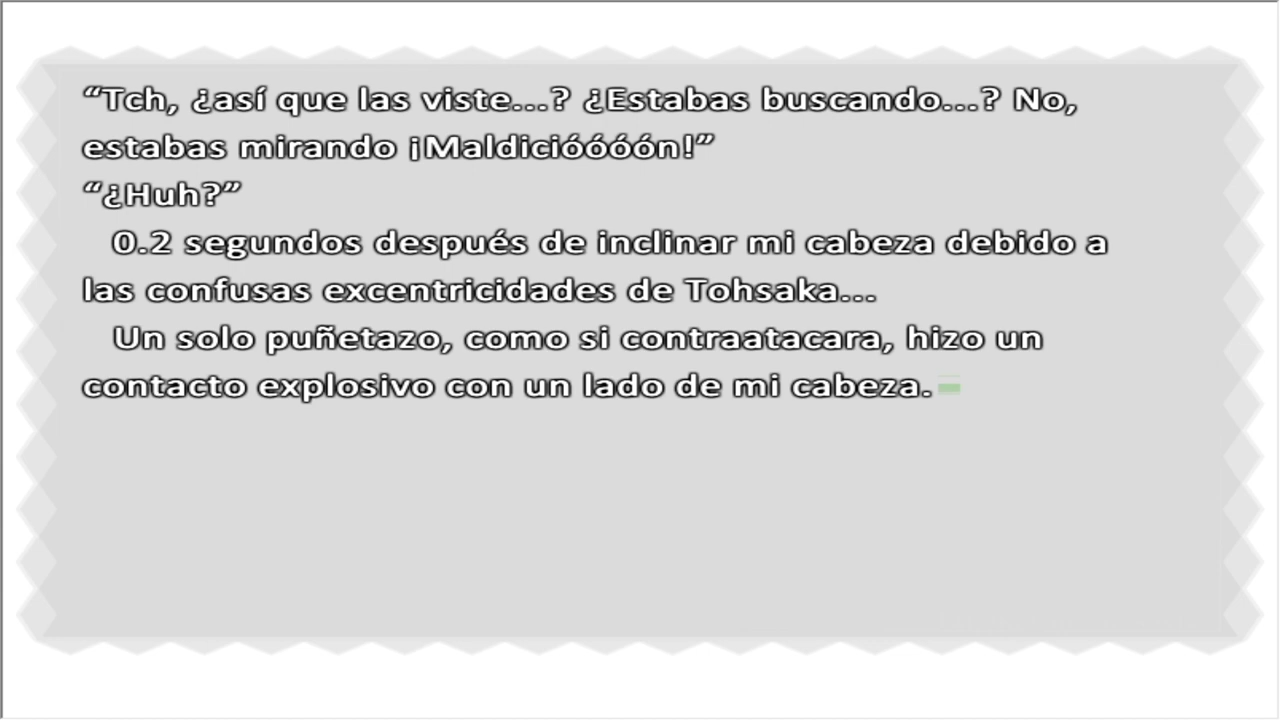 “Tch, ¿así que las viste...? ¿Estabas buscando...? No,
estabas mirando ¡Maldicióóóón!”
“¿Huh?”
0.2 segundos después de inclinar mi cabeza debido a
las confusas excentricidades de Tohsaka...
Un solo puñetazo, como si contraatacara, hizo un
contacto explosivo con un lado de mi cabeza.